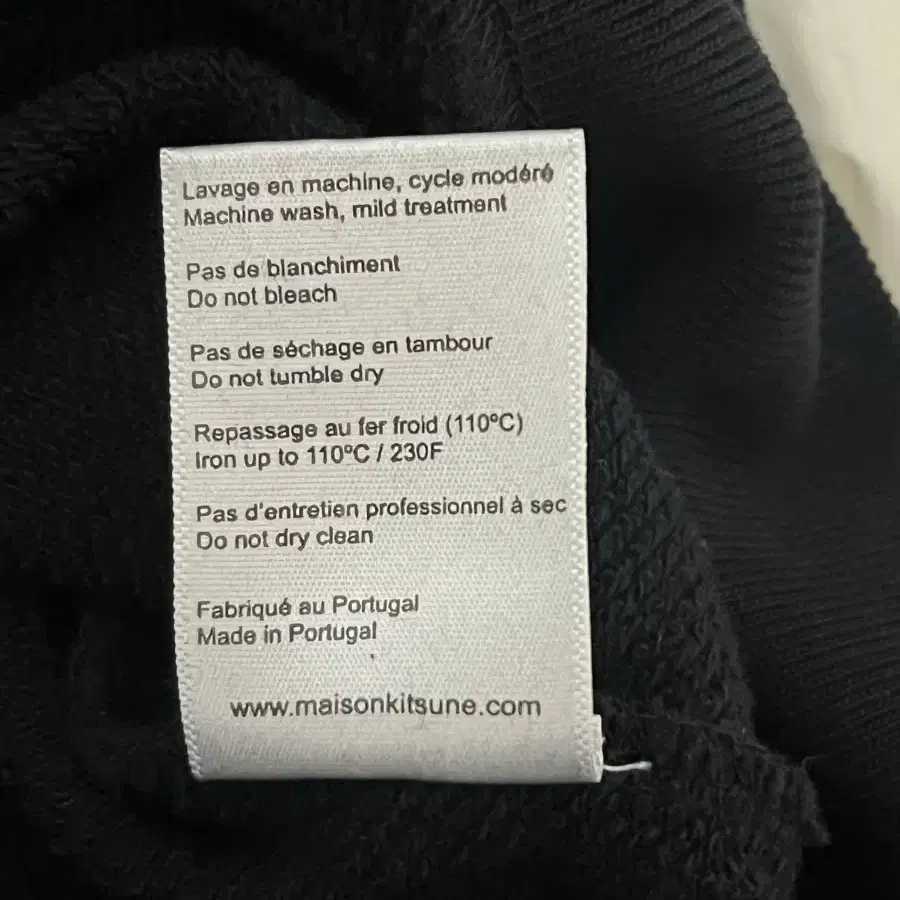 Lavage en machine, cycle modéré
Machine wash, mild treatment
Pas de blanchiment
Do not bleach
Pas de séchage en tambour
Do not tumble dry
Repassage au fer froid (110ºC)
Iron up to 110ºC / 230F
Pas d'entretien professionnel à sec
Do not dry clean
Fabriqué au Portugal
Made in Portugal
www.maisonkitsune.com